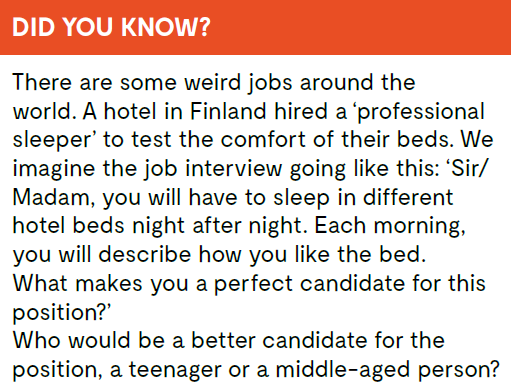 DID YOU KNOW?
There are some weird jobs around the
world. A hotel in Finland hired a ‘professional
sleeper’ to test the comfort of their beds. We
imagine the job interview going like this: ‘Sir/
Madam, you will have to sleep in different
hotel beds night after night. Each morning,
you will describe how you like the bed.
What makes you a perfect candidate for this
position?’
Who would be a better candidate for the
position, a teenager or a middle-aged person?